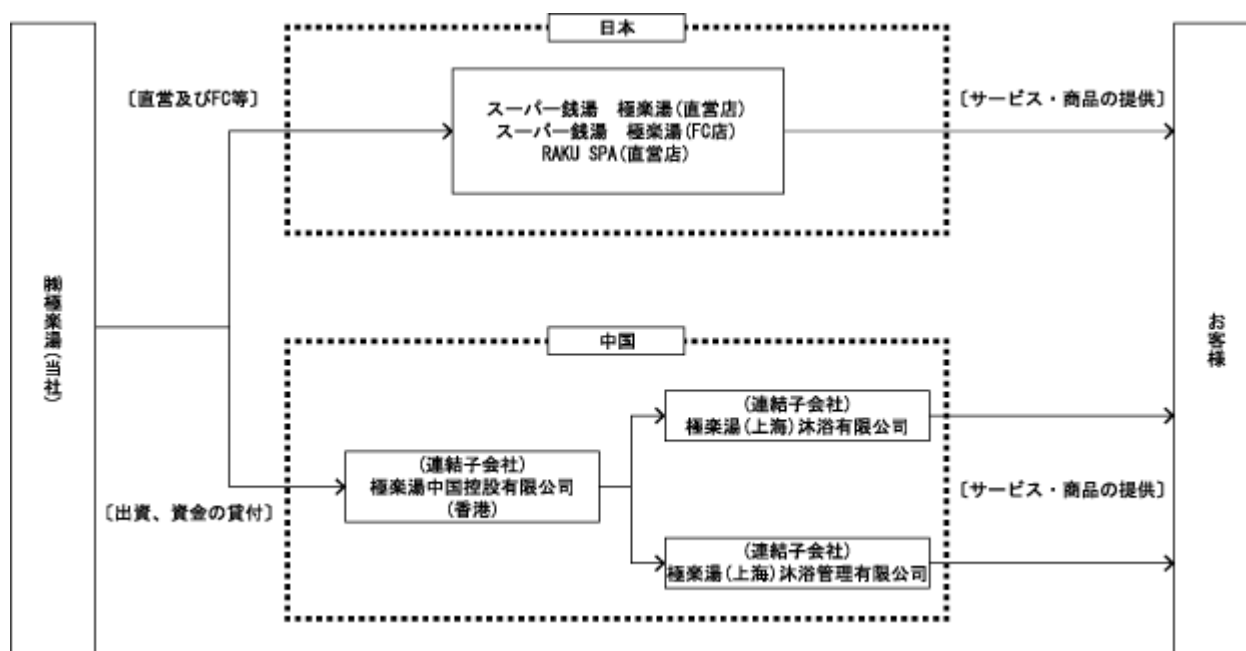 日本
〔直営及びFC等〕
〔サービス・商品の提供〕
スーパー銭湯　極楽湯(直営店)
スーパー銭湯　極楽湯(FC店)
RAKU SPA(直営店)
㈱極楽湯(当社)
お客様
中国
(連結子会社)
極楽湯(上海)沐浴有限公司
(連結子会社)
極楽湯中国控股有限公司
(香港)
〔出資、資金の貸付〕
〔サービス・商品の提供〕
(連結子会社)
極楽湯(上海)沐浴管理有限公司